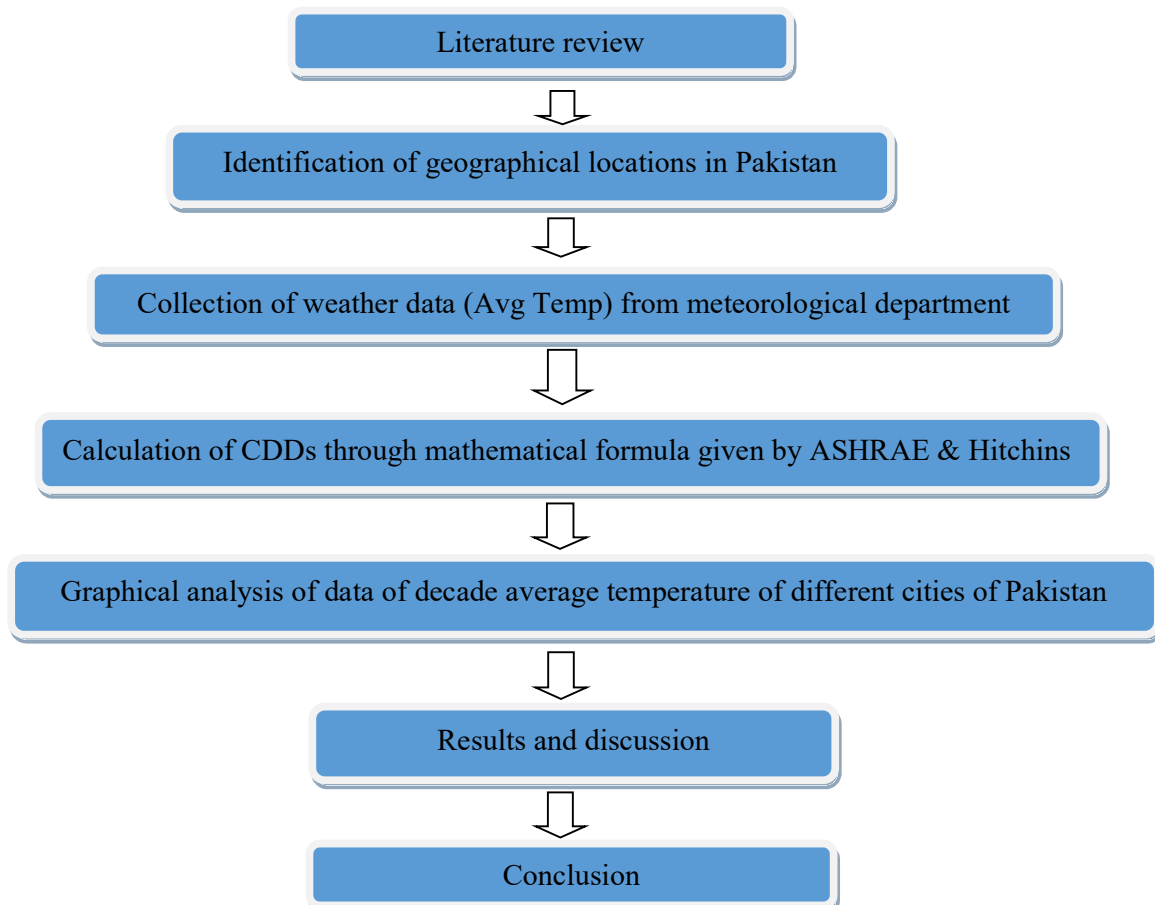 Literature review
Identification of geographical locations in Pakistan
Collection of weather data (Avg Temp) from meteorological department
Calculation of CDDs through mathematical formula given by ASHRAE & Hitchins
Graphical analysis of data of decade average temperature of different cities of Pakistan
Results and discussion
Conclusion